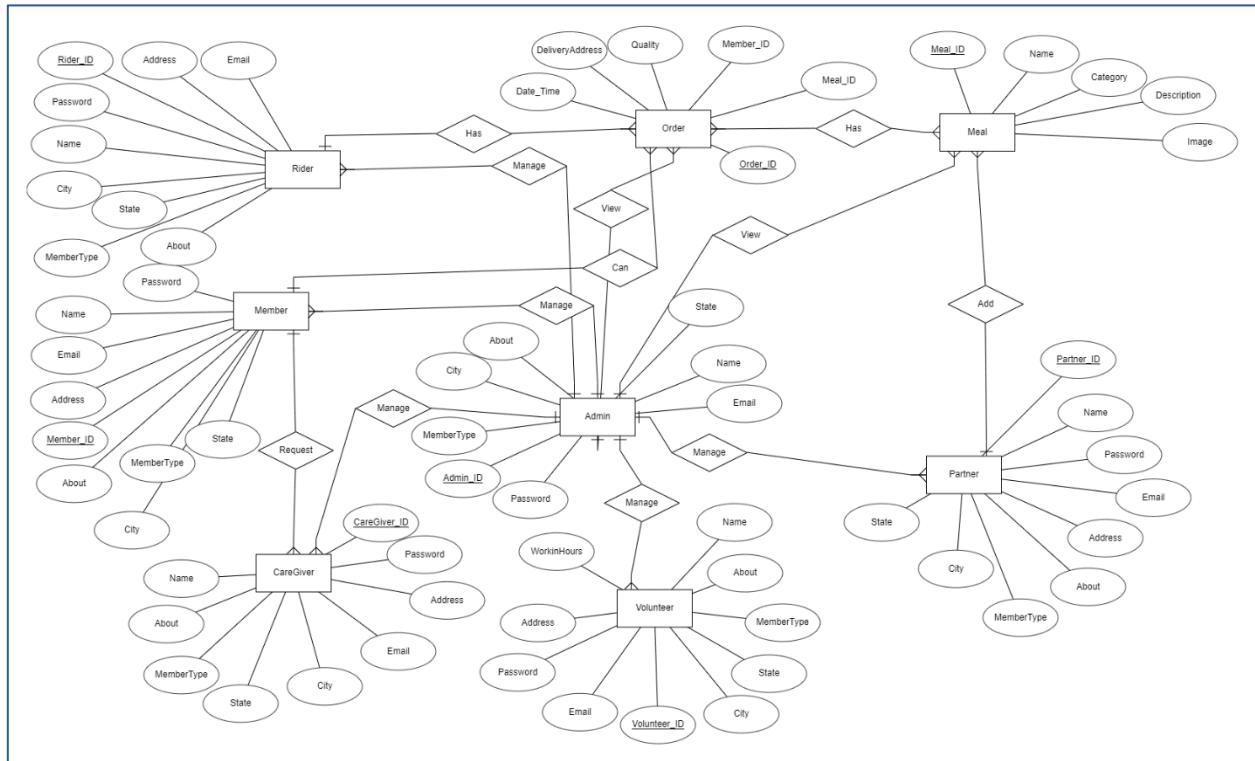 Rider_ID
Address
Email
Password
Name
City
State
MemberType
About
Rider
Has
Manage
DeliveryAddress
Quality
Member_ID
Date_Time
Meal_ID
Order
Order_ID
Has
Meal_ID
Name
Category
Description
Image
Meal
View
Can
View
Add
Password
Name
Email
Address
Member_ID
About
MemberType
State
City
Member
Manage
Request
Manage
State
About
City
Name
Email
MemberType
Admin_ID
Password
Admin
Manage
Manage
Partner_ID
Name
Password
Email
Address
About
MemberType
City
State
Partner
CareGiver_ID
Password
Address
Name
About
MemberType
State
City
Email
CareGiver
WorkinHours
Name
About
Address
MemberType
Password
State
Email
Volunteer_ID
City
Volunteer